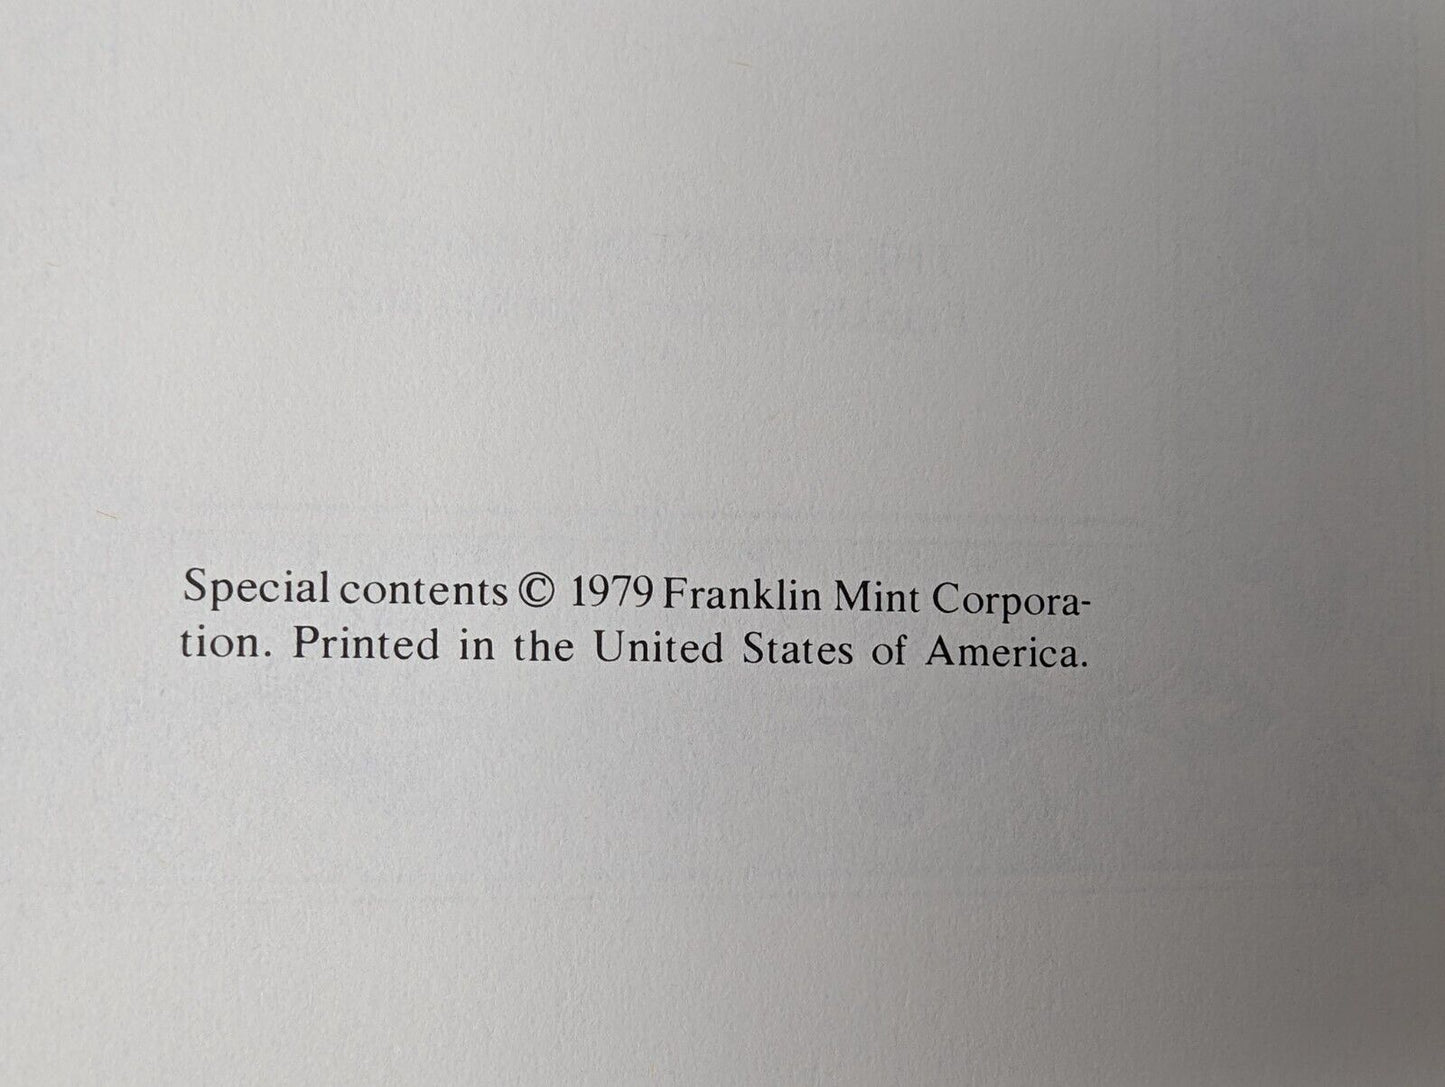 Special contents © 1979 Franklin Mint Corpora-
tion. Printed in the United States of America.